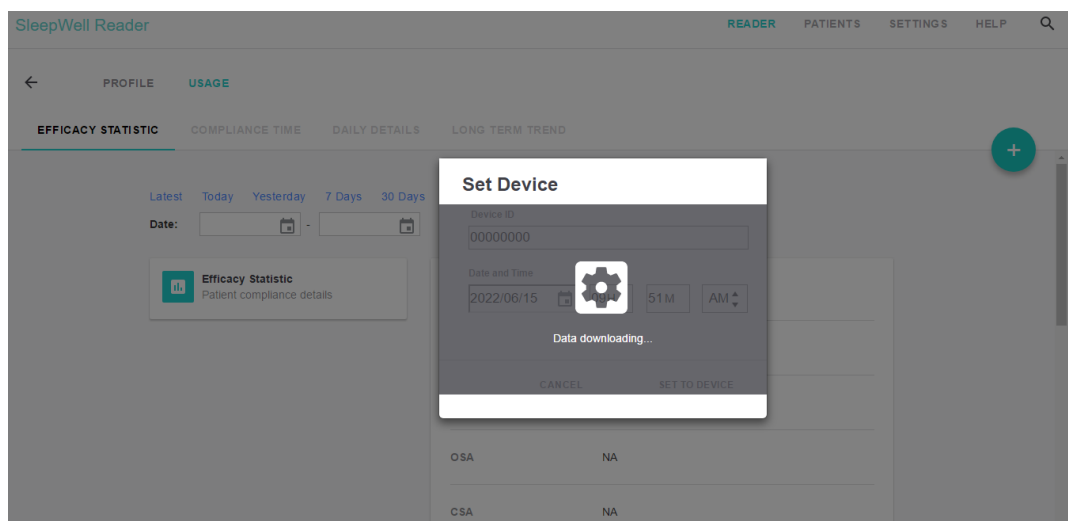 SleepWell Reader
READER PATIENTS SETTINGS HELP
PROFILE USAGE
EFFICACY STATISTIC COMPLIANCE TIME DAILY DETAILS LONG TERM TREND
+
Set Device
Latest Today Yesterday 7 Days 30 Days
Date: -
Device ID
00000000
Efficacy Statistic
Patient compliance details
Date and Time
2022/06/15 09H 51M AM
Data downloading...
CANCEL SET TO DEVICE
OSA NA
CSA NA